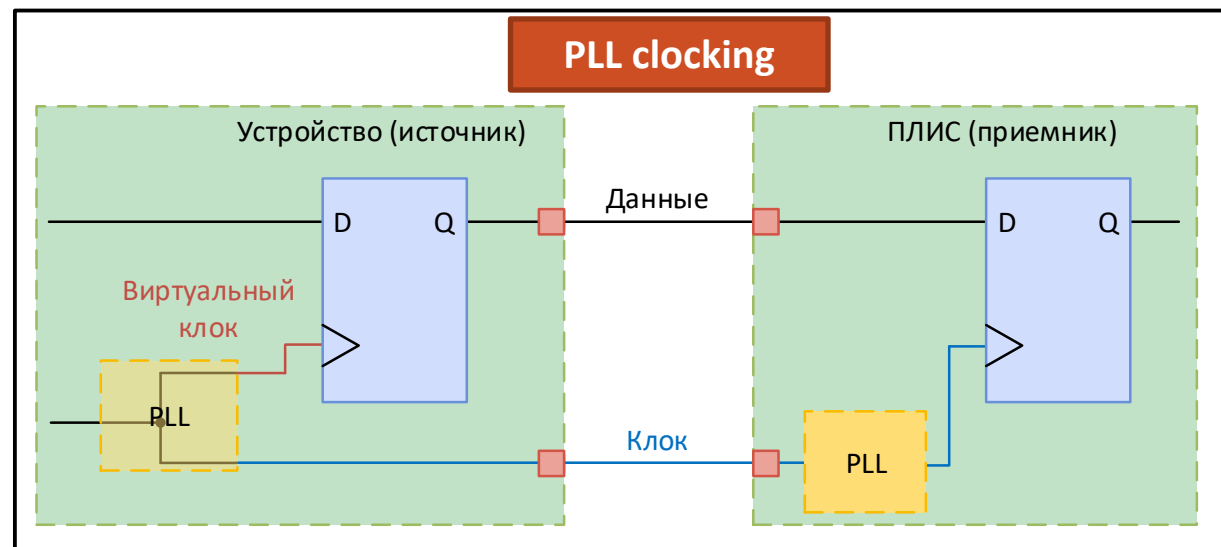 PLL clocking
Устройство (источник)
ПЛИС (приемник)
Данные
D
Q
D
Q
Виртуальный
клок
PLL
Клок
PLL